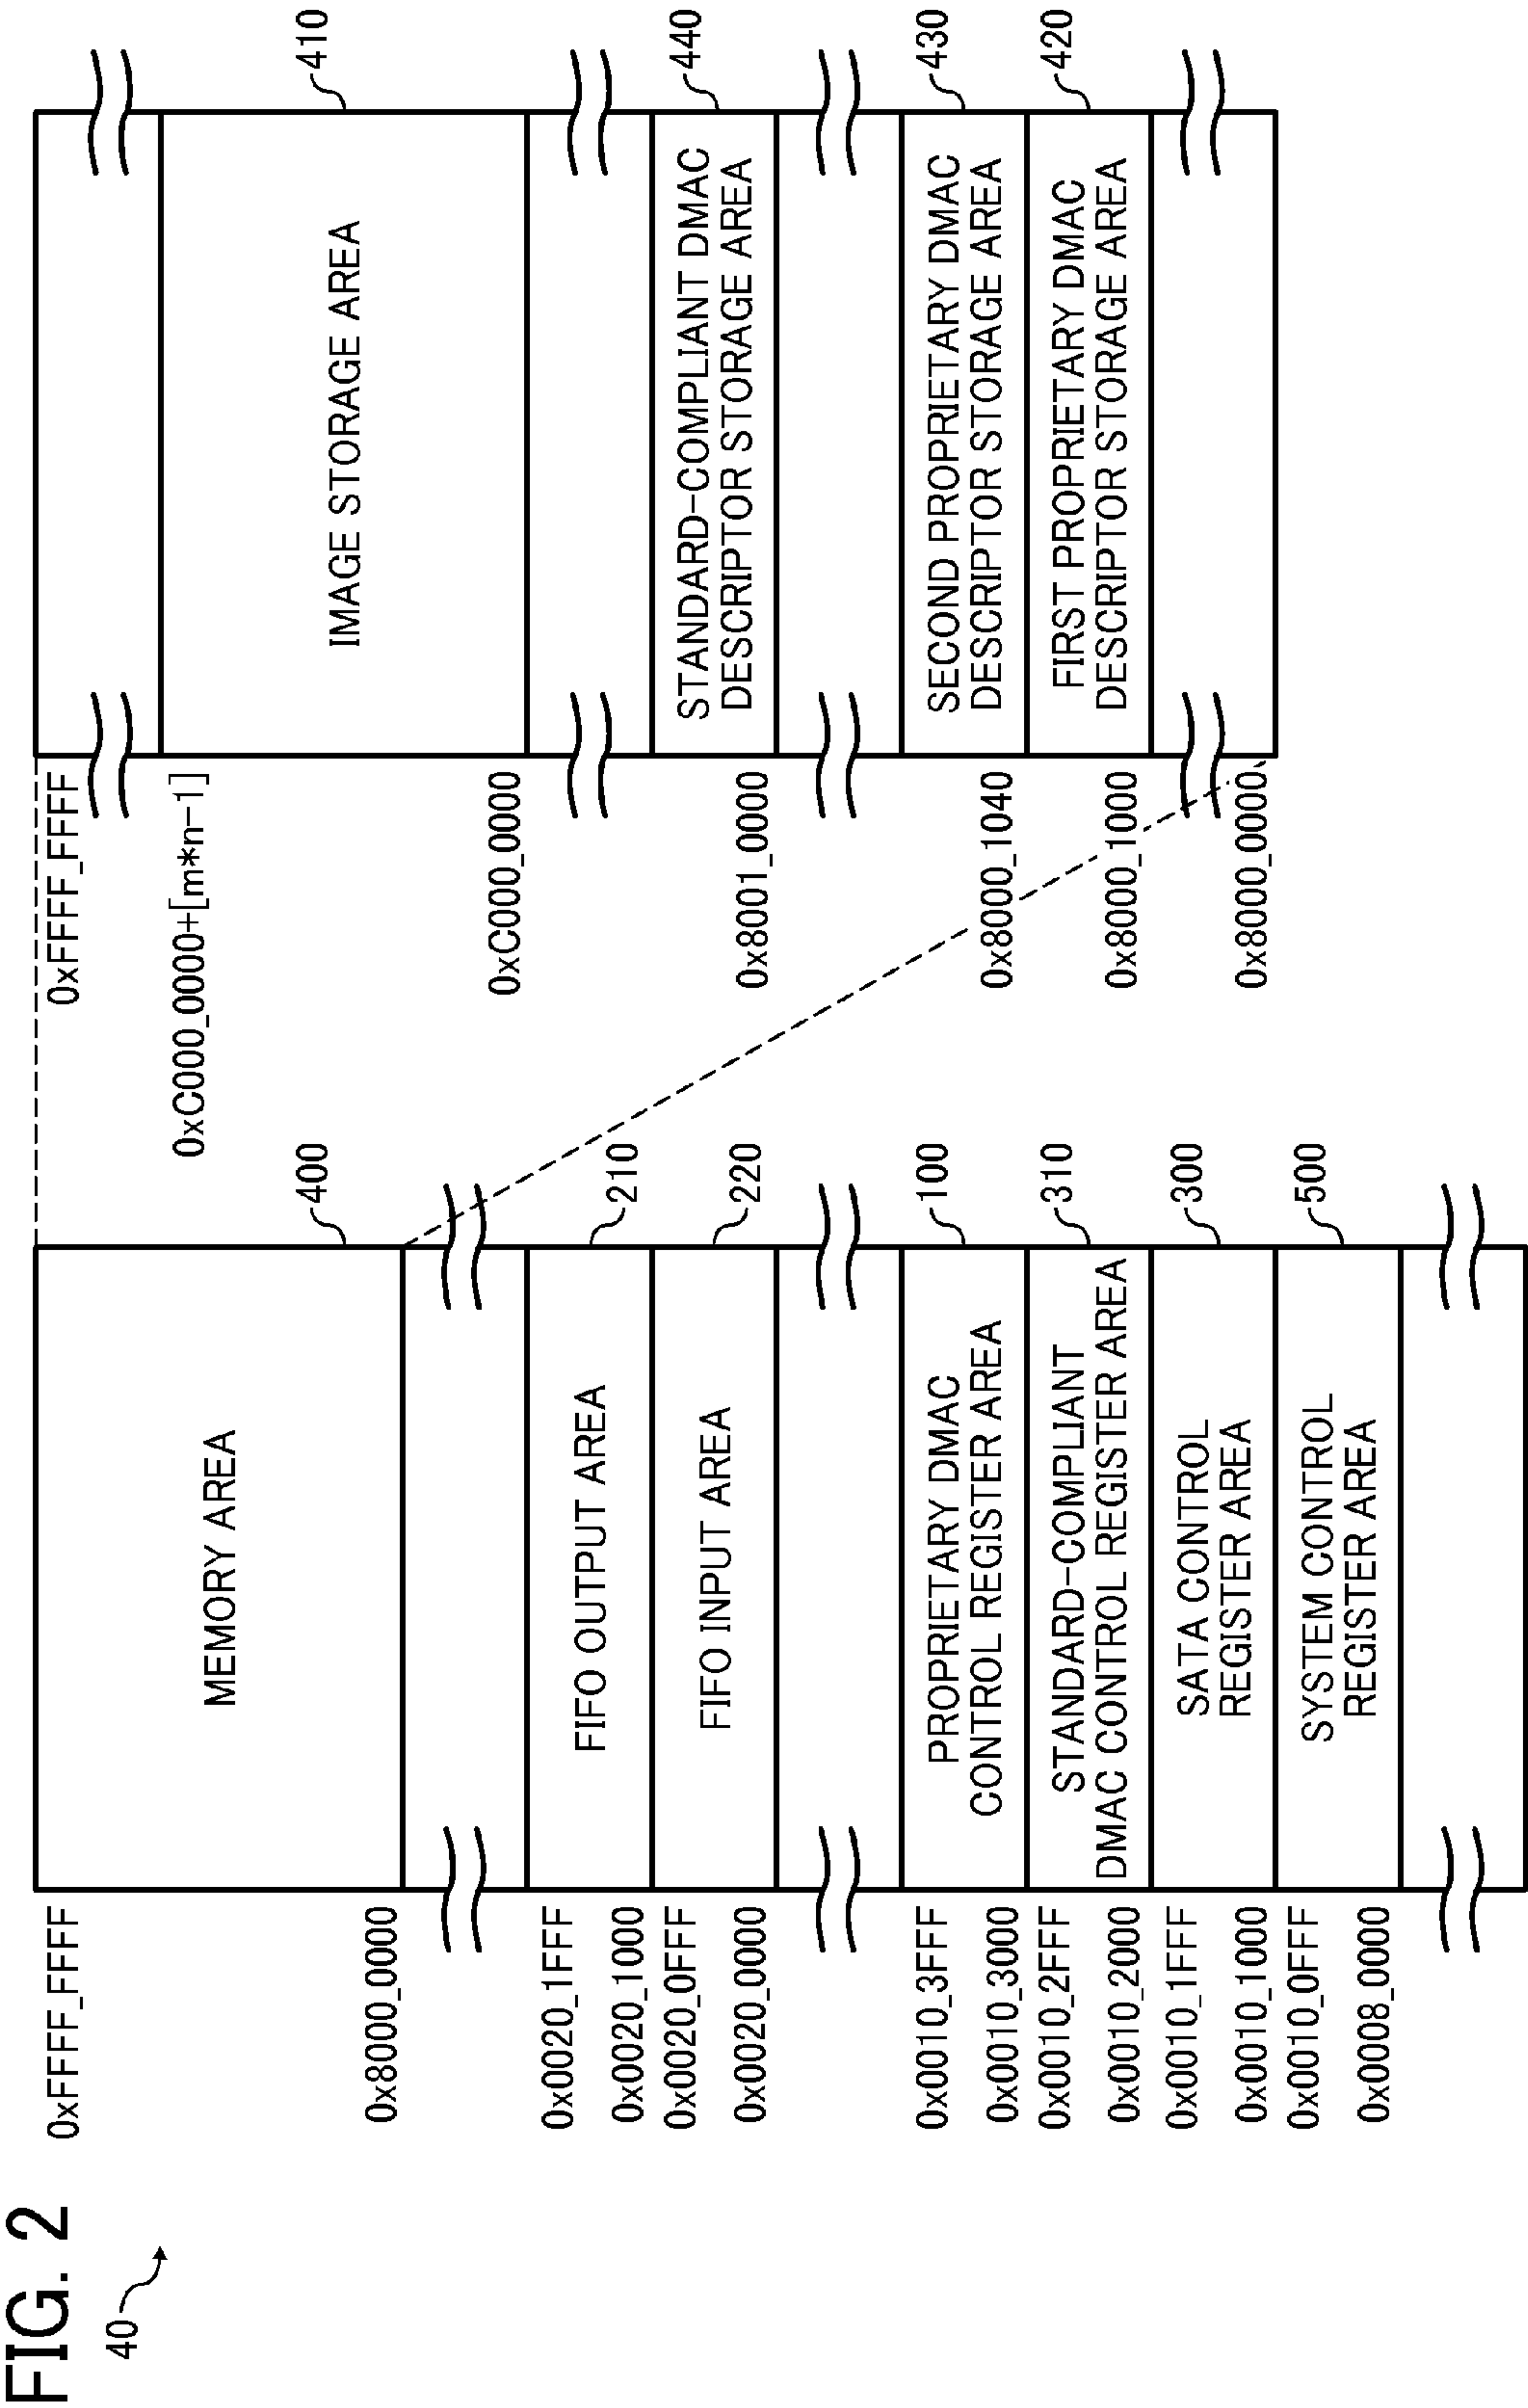 FIG. 2
40
0xFFFF_FFFF
MEMORY AREA
400
0x8000_0000
0x0020_1FFF
FIFO OUTPUT AREA
210
0x0020_1000
0x0020_0FFF
FIFO INPUT AREA
220
0x0020_0000
0x0010_3FFF
PROPRIETARY DMAC
CONTROL REGISTER AREA
100
0x0010_3000
0x0010_2FFF
STANDARD-COMPLIANT
DMAC CONTROL REGISTER AREA
310
0x0010_2000
0x0010_1FFF
SATA CONTROL
REGISTER AREA
300
0x0010_1000
0x0010_0FFF
SYSTEM CONTROL
REGISTER AREA
500
0x0008_0000
0xFFFF_FFFF
0xC000_0000+[m*n-1]
IMAGE STORAGE AREA
410
0xC000_0000
STANDARD-COMPLIANT DMAC
DESCRIPTOR STORAGE AREA
440
0x8001_0000
SECOND PROPRIETARY DMAC
DESCRIPTOR STORAGE AREA
430
0x8000_1040
FIRST PROPRIETARY DMAC
DESCRIPTOR STORAGE AREA
420
0x8000_1000
0x8000_0000